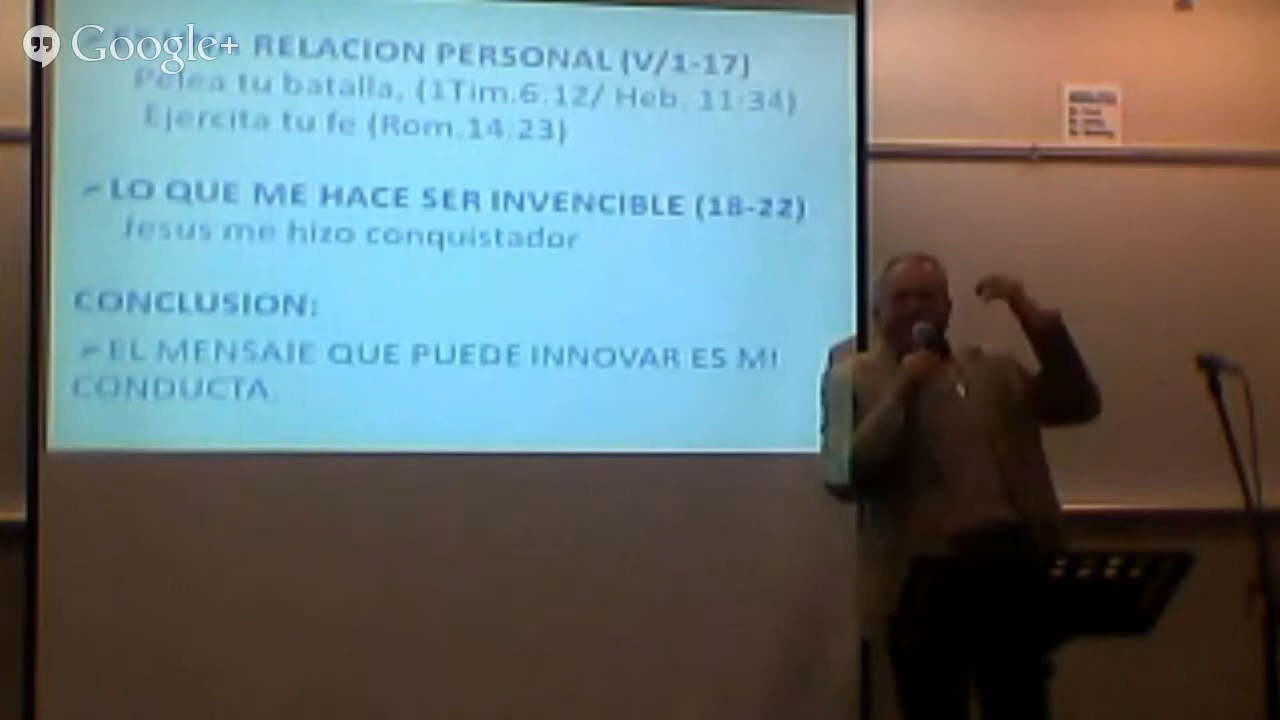 Google+
RELACION PERSONAL (V/1-17)
Pelea tu batalla, (1Tim.6.12/ Heb. 11:34)
Ejercita tu fe (Rom.14.23)
LO QUE ME HACE SER INVENCIBLE (18-22)
Jesus me hizo conquistador
CONCLUSION:
EL MENSAJE QUE PUEDE INNOVAR ES MI
CONDUCTA